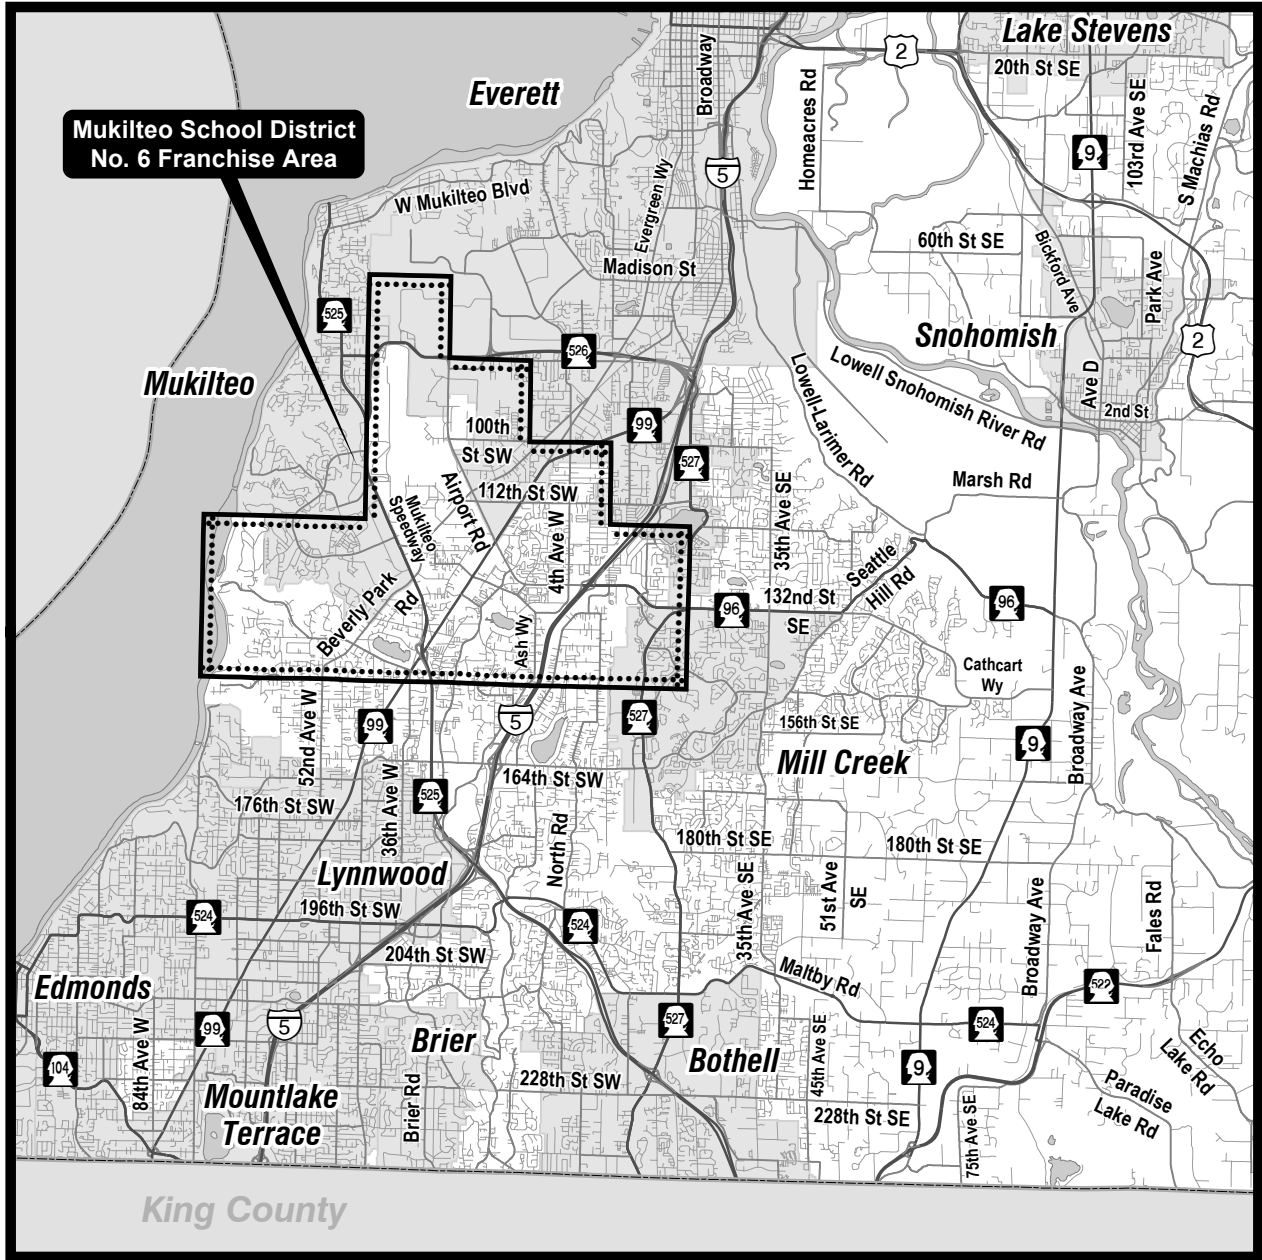 Lake Stevens
2
20th St SE
Everett
Broadway
Homeacres Rd
103rd Ave SE
S Machias Rd
9
Mukilteo School District
No. 6 Franchise Area
5
W Mukilteo Blvd
Evergreen Wy
60th St SE
Bickford Ave
Park Ave
Madison St
525
Snohomish
2
526
Mukilteo
Lowell-Larimer Rd
Lowell Snohomish River Rd
Ave D
2nd St
100th
St SW
99
527
Marsh Rd
112th St SW
Airport Rd
Mukilteo
Speedway
4th Ave W
35th Ave SE
Seattle
Hill Rd
Beverly Park
Rd
132nd St
SE
96
96
Ash Wy
Cathcart
Wy
Broadway Ave
52nd Ave W
99
5
527
156th St SE
9
Mill Creek
164th St SW
525
176th St SW
36th Ave W
North Rd
180th St SE
180th St SE
Lynnwood
196th St SW
524
524
35th Ave SE
51st Ave
SE
Broadway Ave
Fales Rd
204th St SW
Maltby Rd
Edmonds
522
99
5
84th Ave W
527
524
Brier
Bothell
45th Ave SE
Echo
Lake Rd
104
9
228th St SW
Mountlake
Terrace
Brier Rd
228th St SE
75th Ave SE
Paradise
Lake Rd
King County